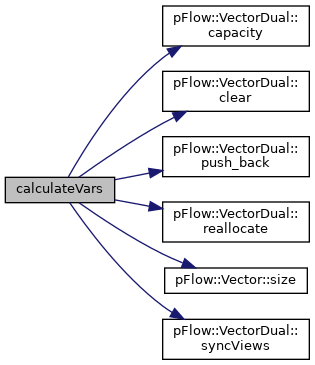 pFlow::VectorDual::
capacity
pFlow::VectorDual::
clear
pFlow::VectorDual::
push_back
calculateVars
pFlow::VectorDual::
reallocate
pFlow::Vector::size
pFlow::VectorDual::
syncViews